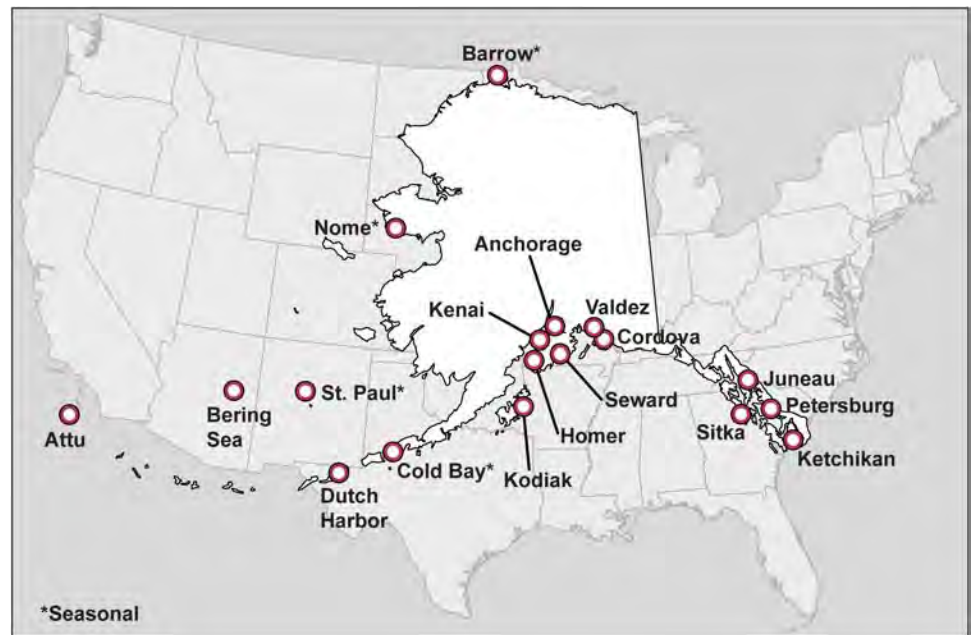 Barrow*
Nome*
Anchorage
Kenai
Valdez
Cordova
Juneau
Petersburg
Sitka
Ketchikan
Seward
Homer
Kodiak
St. Paul*
Bering
Sea
Attu
Cold Bay*
Dutch
Harbor
*Seasonal